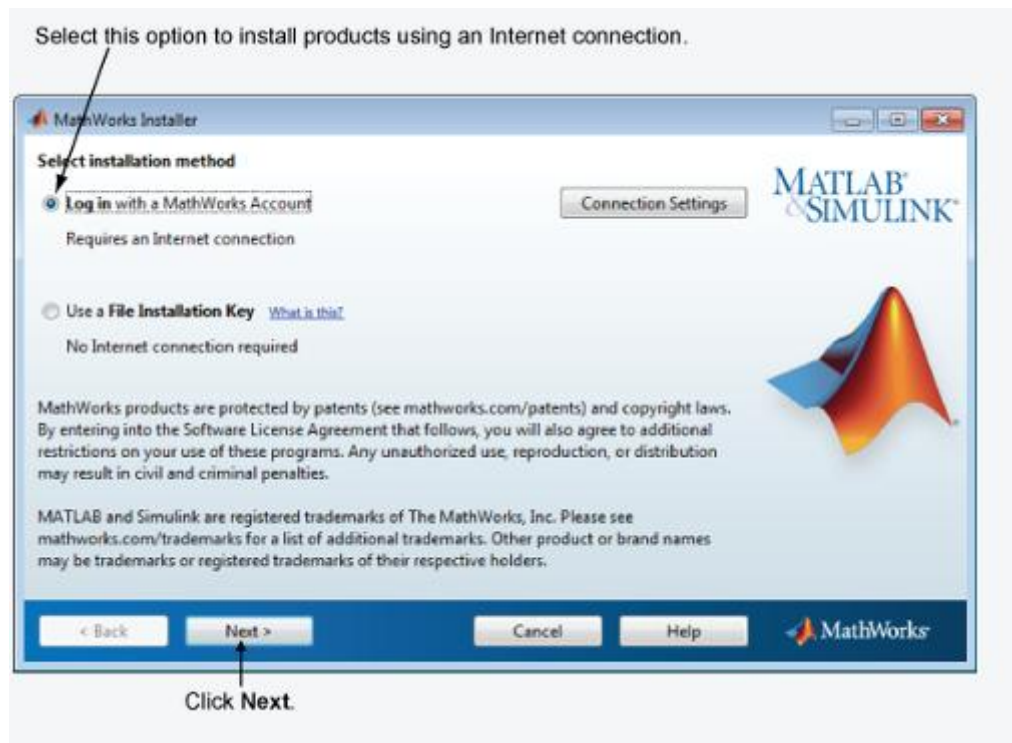 Select this option to install products using an Internet connection.
MathWorks Installer
Select installation method
Log in with a MathWorks Account
Connection Settings
MATLAB®
&SIMULINK®
Requires an Internet connection
Use a File Installation Key What is this?
No Internet connection required
MathWorks products are protected by patents (see mathworks.com/patents) and copyright laws.
By entering into the Software License Agreement that follows, you will also agree to additional
restrictions on your use of these programs. Any unauthorized use, reproduction, or distribution
may result in civil and criminal penalties.
MATLAB and Simulink are registered trademarks of The MathWorks, Inc. Please see
mathworks.com/trademarks for a list of additional trademarks. Other product or brand names
may be trademarks or registered trademarks of their respective holders.
< Back
Next >
Cancel
Help
MathWorks®
Click Next.